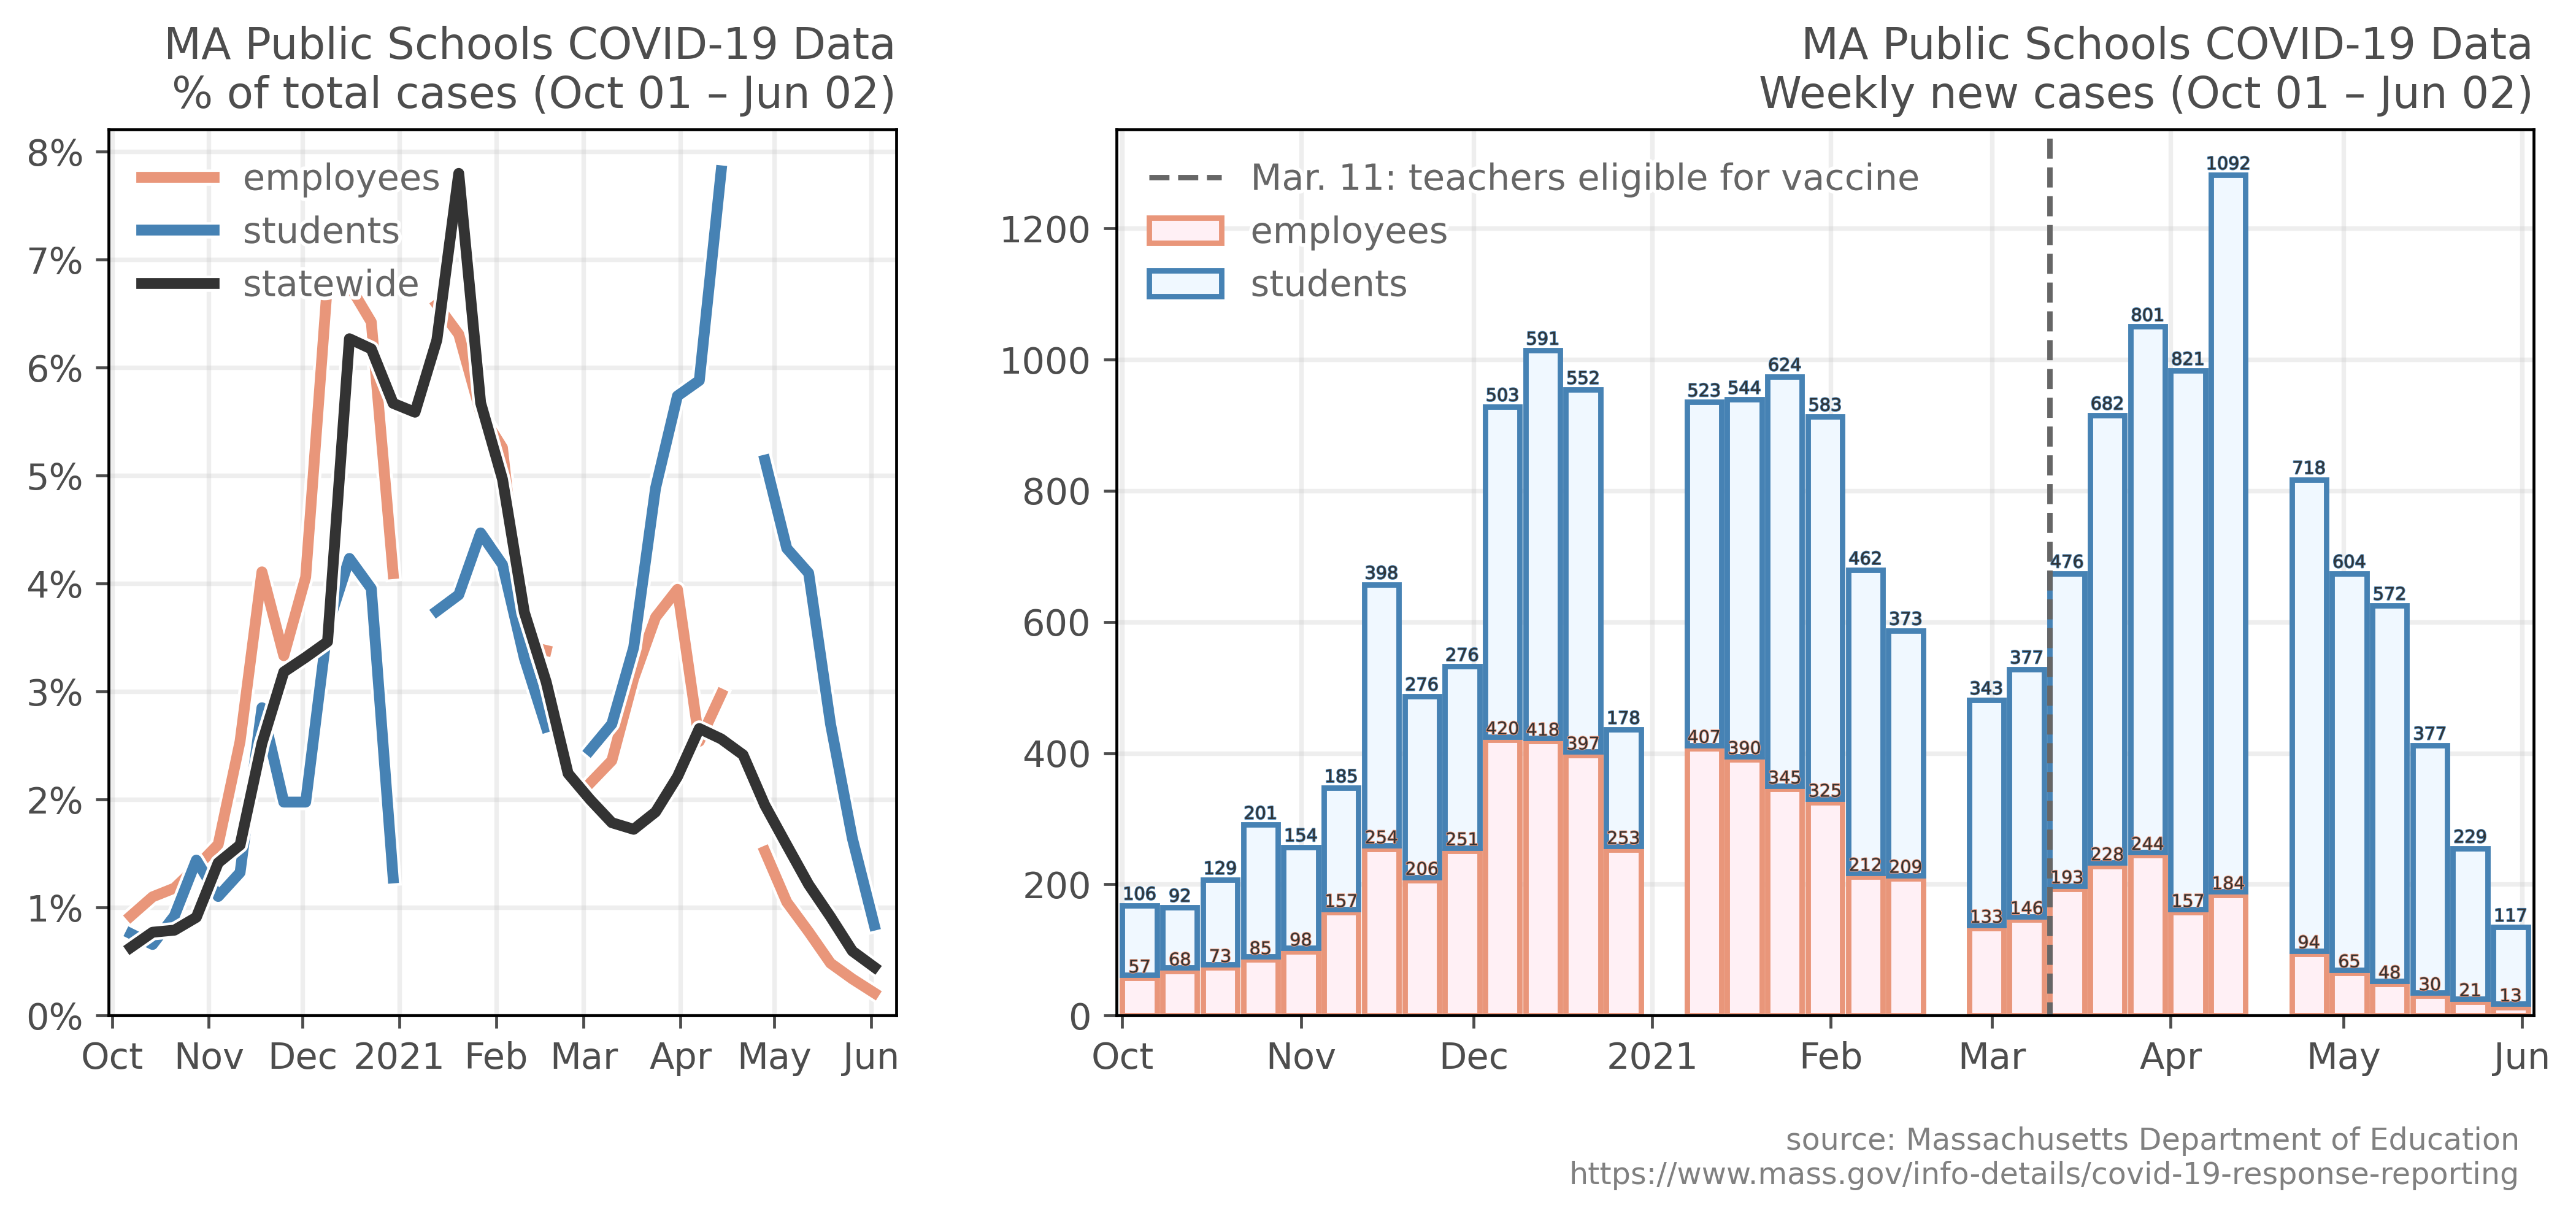 MA Public Schools COVID-19 Data
% of total cases (Oct 01 – Jun 02)
8%
7%
6%
5%
4%
3%
2%
1%
0%
employees
students
statewide
Oct Nov Dec 2021 Feb Mar Apr May Jun
MA Public Schools COVID-19 Data
Weekly new cases (Oct 01 – Jun 02)
1200
1000
800
600
400
200
0
Mar. 11: teachers eligible for vaccine
employees
students
106 92 129 201 154 185 398 276 276 503 591 552 178 523 544 624 583 462 373 343 377 476 682 801 821 1092 718 604 572 377 229 117
57 68 73 85 98 157 254 206 251 420 418 397 253 407 390 345 325 212 209 133 146 193 228 244 157 184 94 65 48 30 21 13
Oct Nov Dec 2021 Feb Mar Apr May Jun
source: Massachusetts Department of Education
https://www.mass.gov/info-details/covid-19-response-reporting